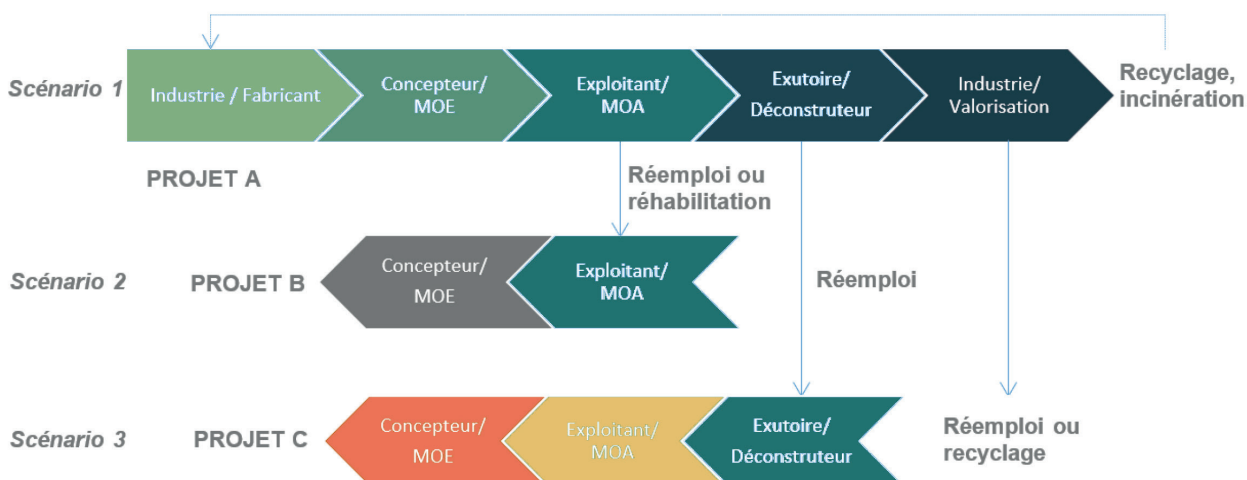 Scénario 1
Industrie / Fabricant
Concepteur/
MOE
Exploitant/
MOA
Exutoire/
Déconstruteur
Industrie/
Valorisation
Recyclage,
incinération
PROJET A
Réemploi ou
réhabilitation
Scénario 2
PROJET B
Concepteur/
MOE
Exploitant/
MOA
Réemploi
Scénario 3
PROJET C
Concepteur/
MOE
Exploitant/
MOA
Exutoire/
Déconstruteur
Réemploi ou
recyclage